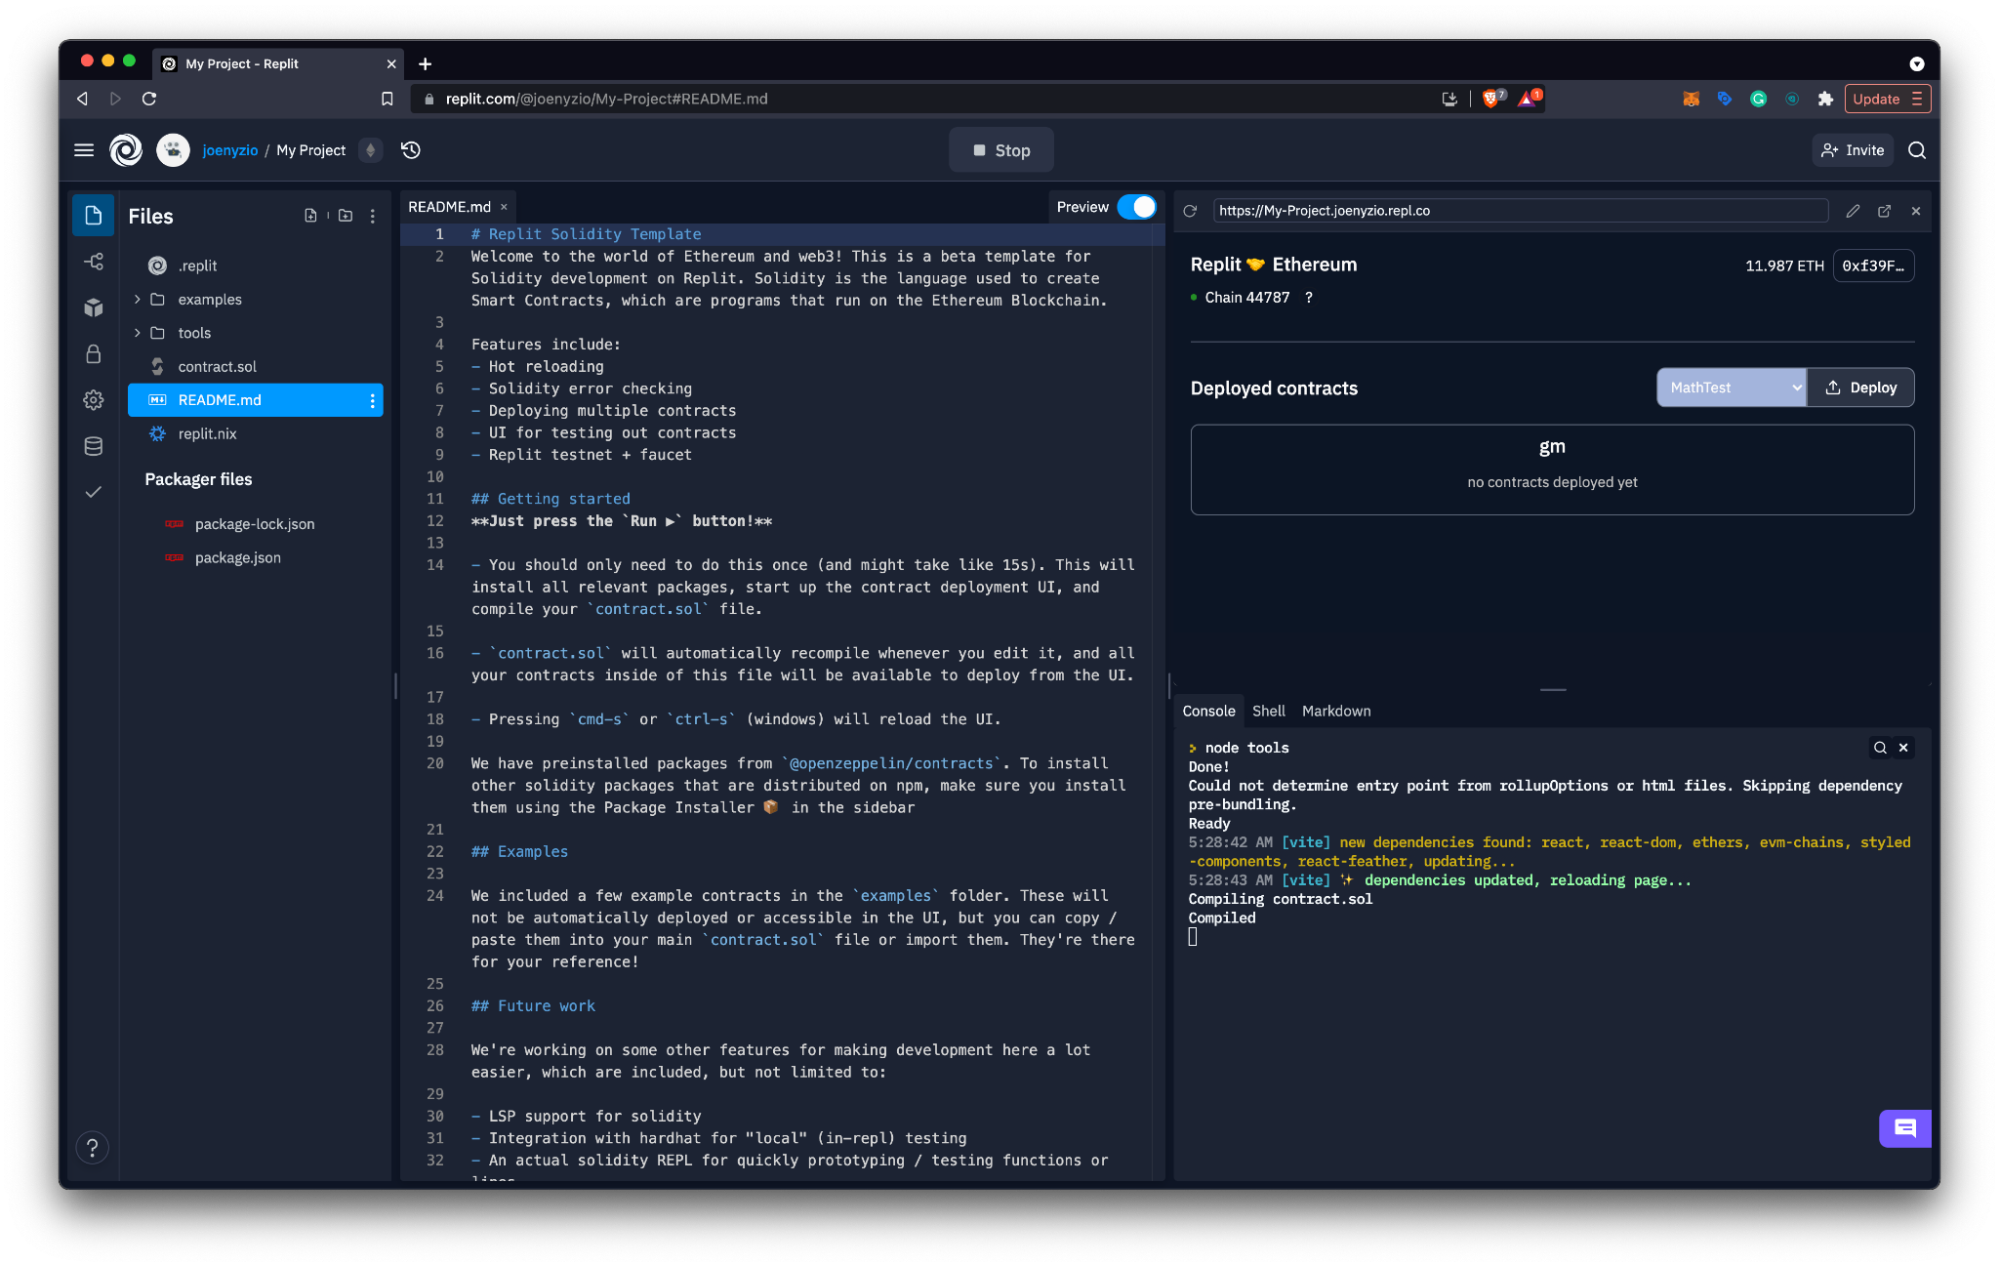 My Project - Replit
replit.com/@joenyzio/My-Project#README.md
7
1
Update
joenyzio / My Project
Stop
Invite
Files
.replit
examples
tools
contract.sol
README.md
replit.nix
Packager files
package-lock.json
package.json
README.md
Preview
1 # Replit Solidity Template
2 Welcome to the world of Ethereum and web3! This is a beta template for
Solidity development on Replit. Solidity is the language used to create
Smart Contracts, which are programs that run on the Ethereum Blockchain.
3
4 Features include:
5 - Hot reloading
6 - Solidity error checking
7 - Deploying multiple contracts
8 - UI for testing out contracts
9 - Replit testnet + faucet
10
11 ## Getting started
12 **Just press the `Run ▶` button!**
13
14 - You should only need to do this once (and might take like 15s). This will
install all relevant packages, start up the contract deployment UI, and
compile your `contract.sol` file.
15
16 - `contract.sol` will automatically recompile whenever you edit it, and all
your contracts inside of this file will be available to deploy from the UI.
17
18 - Pressing `cmd-s` or `ctrl-s` (windows) will reload the UI.
19
20 We have preinstalled packages from `@openzeppelin/contracts`. To install
other solidity packages that are distributed on npm, make sure you install
them using the Package Installer 📦 in the sidebar
21
22 ## Examples
23
24 We included a few example contracts in the `examples` folder. These will
not be automatically deployed or accessible in the UI, but you can copy /
paste them into your main `contract.sol` file or import them. They're there
for your reference!
25
26 ## Future work
27
28 We're working on some other features for making development here a lot
easier, which are included, but not limited to:
29
30 - LSP support for solidity
31 - Integration with hardhat for "local" (in-repl) testing
32 - An actual solidity REPL for quickly prototyping / testing functions or
https://My-Project.joenyzio.repl.co
Replit 🤝 Ethereum
11.987 ETH 0xf39F…
Chain 44787 ?
Deployed contracts
MathTest
Deploy
gm
no contracts deployed yet
Console Shell Markdown
> node tools
Done!
Could not determine entry point from rollupOptions or html files. Skipping dependency
pre-bundling.
Ready
5:28:42 AM [vite] new dependencies found: react, react-dom, ethers, evm-chains, styled
-components, react-feather, updating...
5:28:43 AM [vite] ✨ dependencies updated, reloading page...
Compiling contract.sol
Compiled
?